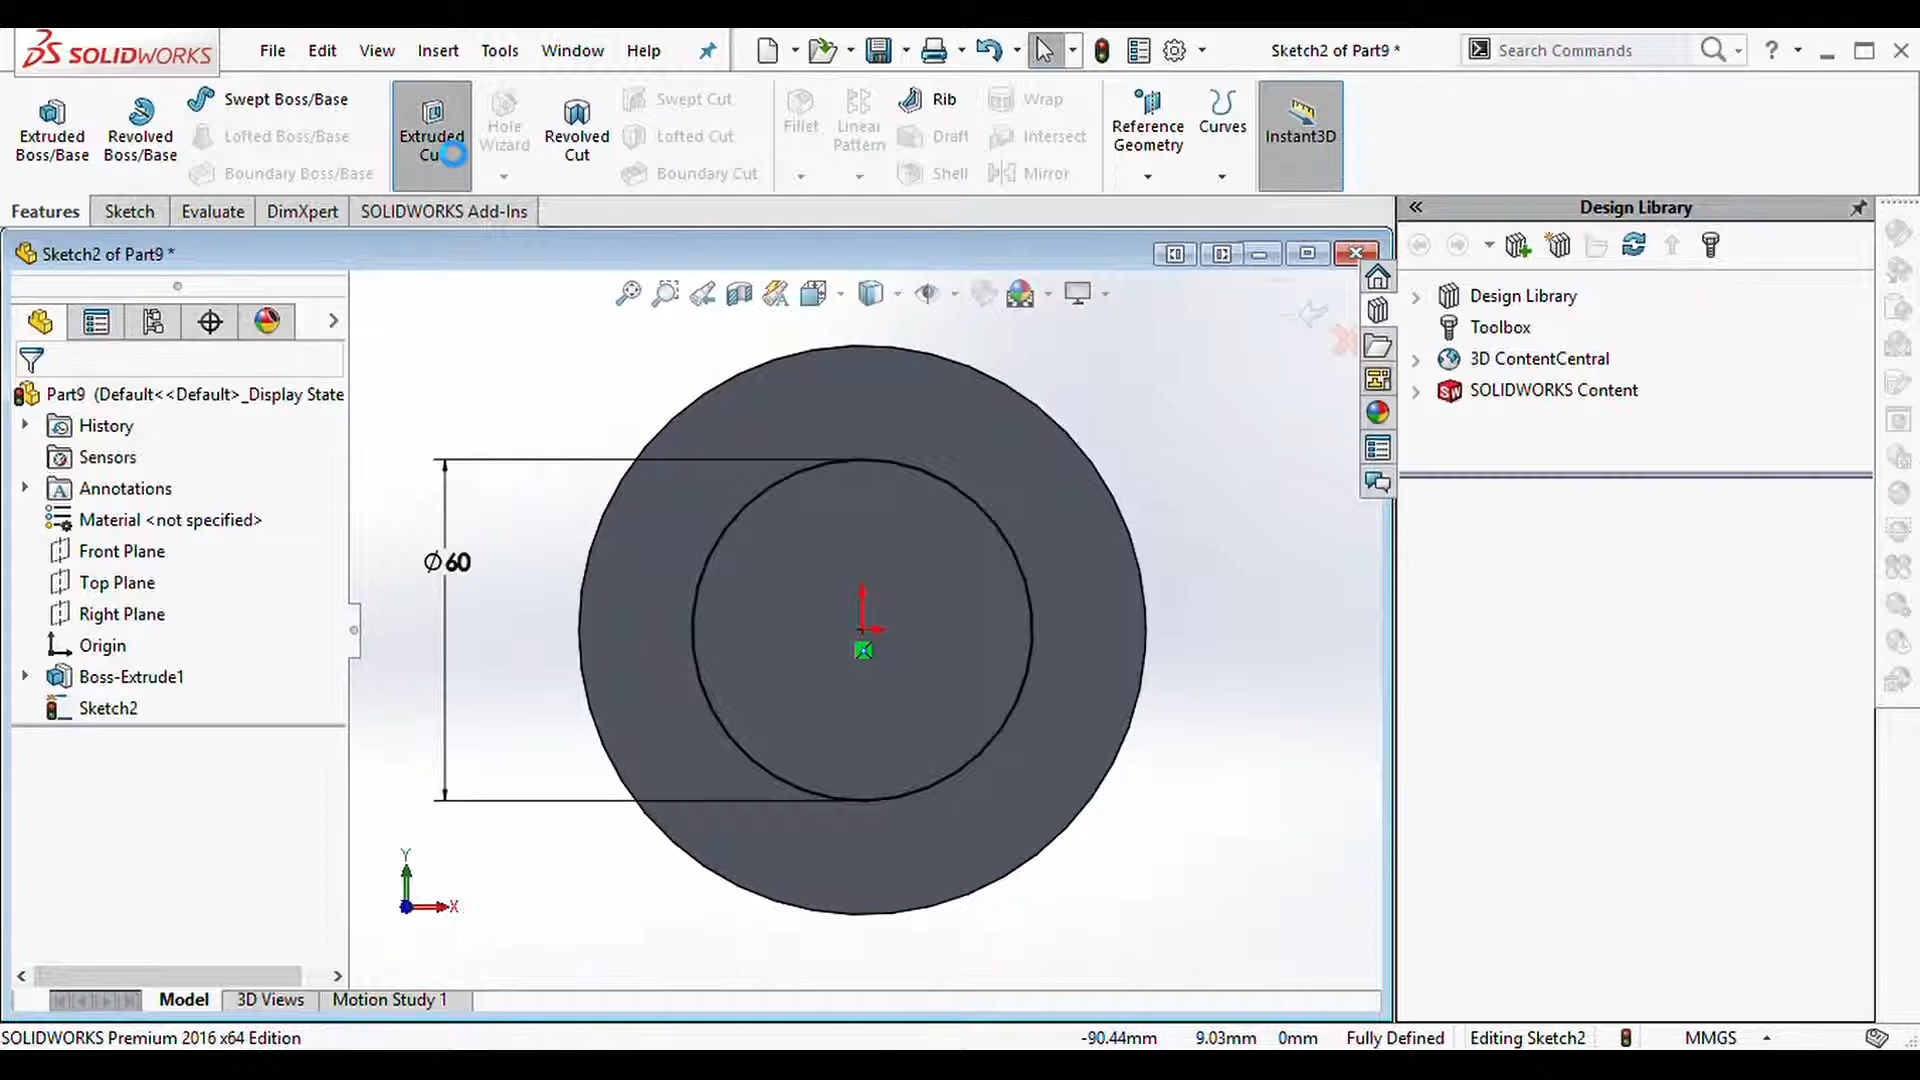 SOLIDWORKS File Edit View Insert Tools Window Help Sketch2 of Part9 * Search Commands ?
Extruded Boss/Base
Revolved Boss/Base
Swept Boss/Base
Lofted Boss/Base
Boundary Boss/Base
Extruded
Hole Wizard
Revolved Cut
Swept Cut
Lofted Cut
Boundary Cut
Fillet
Linear Pattern
Rib
Draft
Shell
Wrap
Intersect
Mirror
Reference Geometry
Curves
Instant3D
Features Sketch Evaluate DimXpert SOLIDWORKS Add-Ins
Design Library
Sketch2 of Part9 *
Design Library
Toolbox
3D ContentCentral
SOLIDWORKS Content
Part9 (Default<<Default>_Display State
History
Sensors
Annotations
Material <not specified>
Front Plane
Top Plane
Right Plane
Origin
Boss-Extrude1
Sketch2
∅60
Y
X
Model 3D Views Motion Study 1
SOLIDWORKS Premium 2016 x64 Edition -90.44mm 9.03mm 0mm Fully Defined Editing Sketch2 MMGS